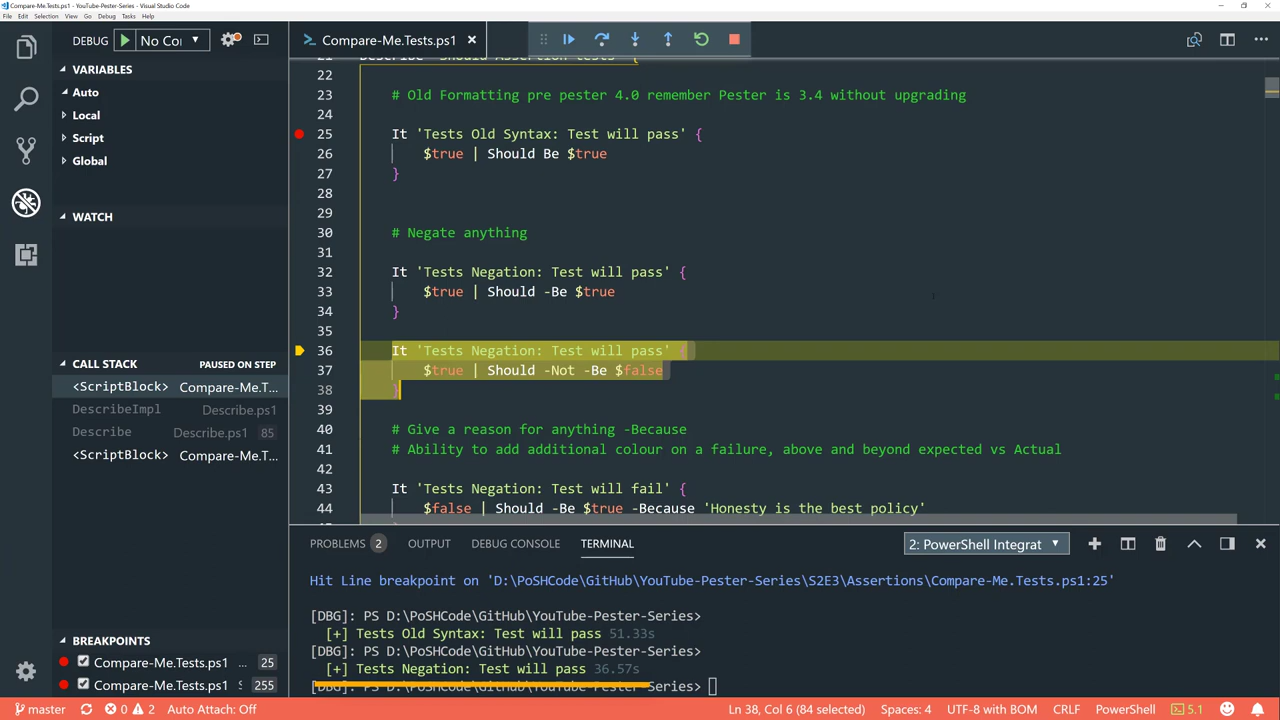 Compare-Me.Tests.ps1 - YouTube-Pester-Series - Visual Studio Code
File Edit Selection View Go Debug Tasks Help
DEBUG No Coı
Compare-Me.Tests.ps1
VARIABLES
Auto
Local
Script
Global
WATCH
CALL STACK PAUSED ON STEP
<ScriptBlock> Compare-Me.T...
DescribeImpl Describe.ps1
Describe Describe.ps1 85
<ScriptBlock> Compare-Me.T...
BREAKPOINTS
Compare-Me.Tests.ps1 ... 25
Compare-Me.Tests.ps1 255
22
23 # Old Formatting pre pester 4.0 remember Pester is 3.4 without upgrading
24
25 It 'Tests Old Syntax: Test will pass' {
26 $true | Should Be $true
27 }
28
29
30 # Negate anything
31
32 It 'Tests Negation: Test will pass' {
33 $true | Should -Be $true
34 }
35
36 It 'Tests Negation: Test will pass' {
37 $true | Should -Not -Be $false
38 }
39
40 # Give a reason for anything -Because
41 # Ability to add additional colour on a failure, above and beyond expected vs Actual
42
43 It 'Tests Negation: Test will fail' {
44 $false | Should -Be $true -Because 'Honesty is the best policy'
PROBLEMS 2 OUTPUT DEBUG CONSOLE TERMINAL 2: PowerShell Integrat
Hit Line breakpoint on 'D:\PoSHCode\GitHub\YouTube-Pester-Series\S2E3\Assertions\Compare-Me.Tests.ps1:25'
[DBG]: PS D:\PoSHCode\GitHub\YouTube-Pester-Series>
[+] Tests Old Syntax: Test will pass 51.33s
[DBG]: PS D:\PoSHCode\GitHub\YouTube-Pester-Series>
[+] Tests Negation: Test will pass 36.57s
[DBG]: PS D:\PoSHCode\GitHub\YouTube-Pester-Series>
master 0 2 Auto Attach: Off Ln 38, Col 6 (84 selected) Spaces: 4 UTF-8 with BOM CRLF PowerShell 5.1